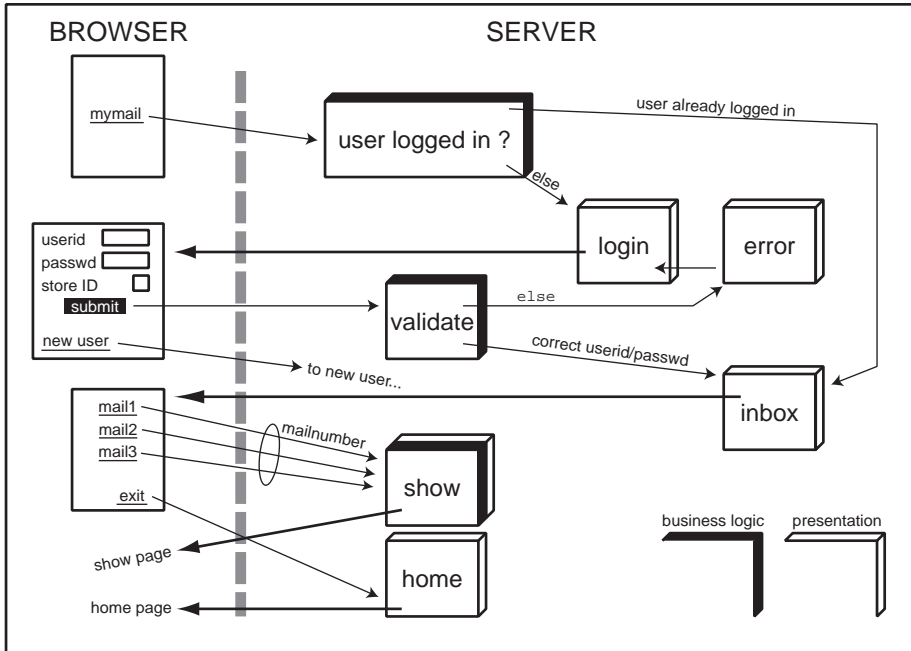 BROWSER
SERVER
mymail
user logged in ?
user already logged in
else
userid
passwd
store ID
submit
new user
login
error
validate
else
correct userid/passwd
to new user...
inbox
mail1
mail2
mail3
exit
mailnumber
show
business logic
presentation
show page
home
home page